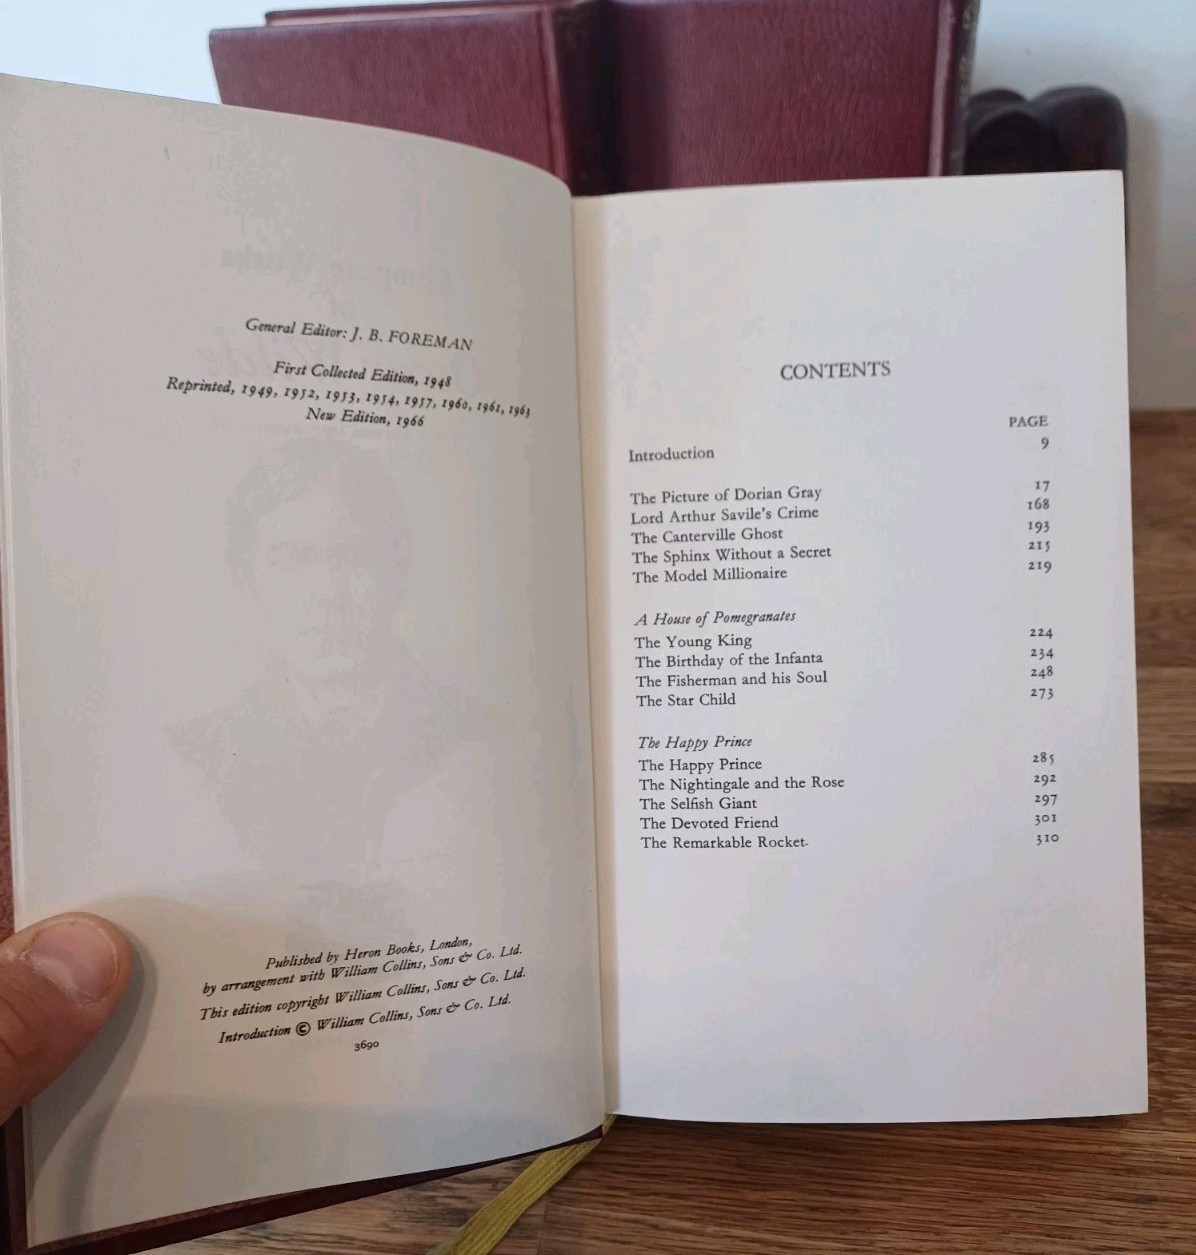 General Editor: J. B. FOREMAN
First Collected Edition, 1948
Reprinted, 1949, 1952, 1953, 1954, 1957, 1960, 1961, 1963
New Edition, 1966
Published by Heron Books, London,
by arrangement with William Collins, Sons & Co. Ltd.
This edition copyright William Collins, Sons & Co. Ltd.
Introduction © William Collins, Sons & Co. Ltd.
3690
CONTENTS
PAGE
Introduction 9
The Picture of Dorian Gray 17
Lord Arthur Savile's Crime 168
The Canterville Ghost 193
The Sphinx Without a Secret 215
The Model Millionaire 219
A House of Pomegranates
The Young King 224
The Birthday of the Infanta 234
The Fisherman and his Soul 248
The Star Child 273
The Happy Prince
The Happy Prince 285
The Nightingale and the Rose 292
The Selfish Giant 297
The Devoted Friend 301
The Remarkable Rocket 310